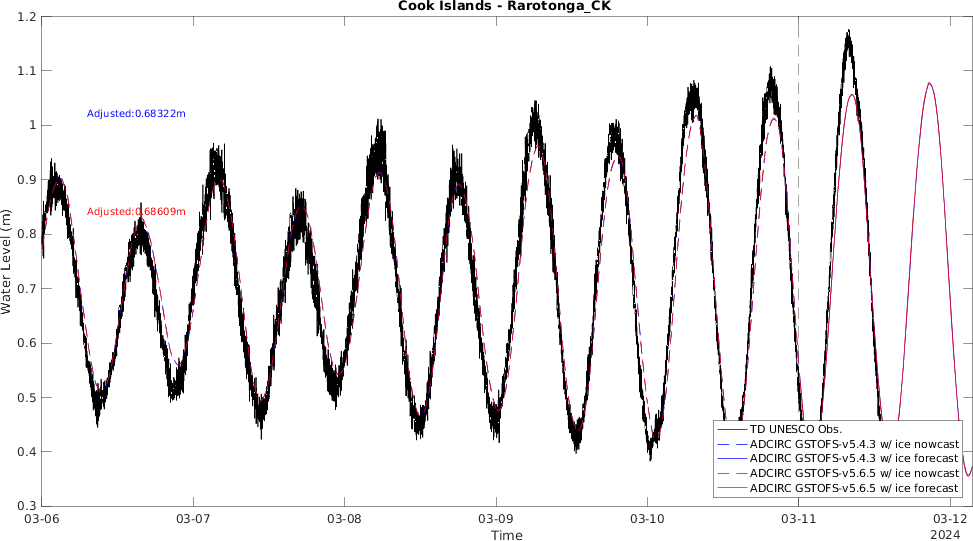 Cook Islands - Rarotonga_CK
1.2
1.1
1
0.9
0.8
0.7
0.6
0.5
0.4
0.3
Water Level (m)
Adjusted:0.68322m
Adjusted:0.68609m
TD UNESCO Obs.
ADCIRC GSTOFS-v5.4.3 w/ ice nowcast
ADCIRC GSTOFS-v5.4.3 w/ ice forecast
ADCIRC GSTOFS-v5.6.5 w/ ice nowcast
ADCIRC GSTOFS-v5.6.5 w/ ice forecast
03-06 03-07 03-08 03-09 03-10 03-11 03-12
2024
Time